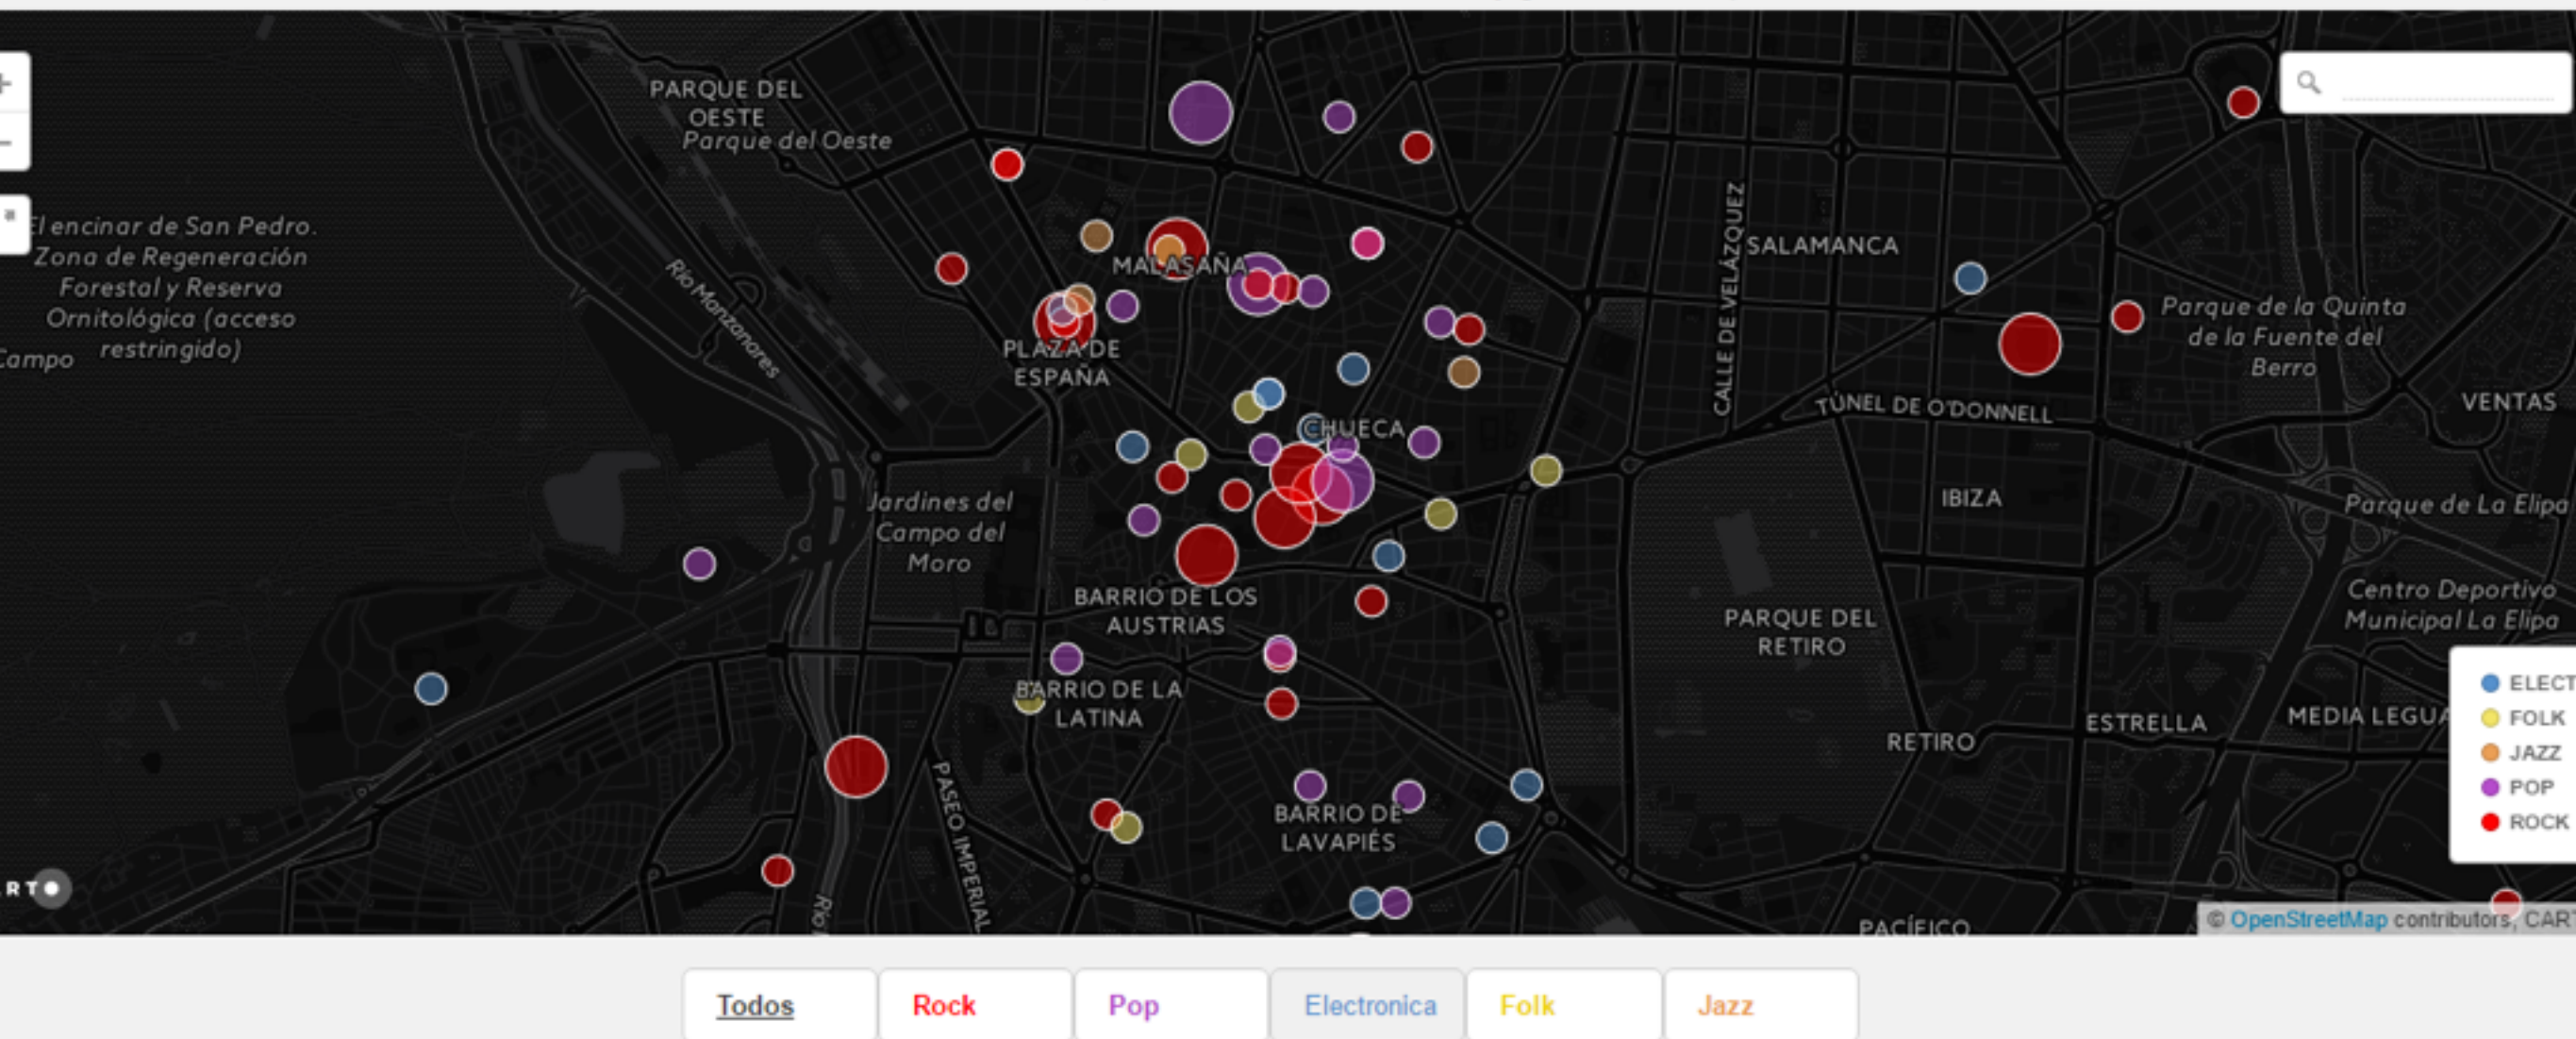 PARQUE DEL
OESTE
Parque del Oeste
El encinar de San Pedro.
Zona de Regeneración
Forestal y Reserva
Ornitológica (acceso
restringido)
Campo
Río Manzanares
MALASAÑA
PLAZA DE
ESPAÑA
CALLE DE VELÁZQUEZ
SALAMANCA
Parque de la Quinta
de la Fuente del
Berro
VENTAS
TÚNEL DE O'DONNELL
CHUECA
Jardines del
Campo del
Moro
IBIZA
Parque de La Elipa
BARRIO DE LOS
AUSTRIAS
PARQUE DEL
RETIRO
Centro Deportivo
Municipal La Elipa
BARRIO DE LA
LATINA
RETIRO
ESTRELLA
MEDIA LEGUA
ELECT
FOLK
JAZZ
POP
ROCK
PASEO IMPERIAL
BARRIO DE
LAVAPIÉS
Río
RT
PACÍFICO
© OpenStreetMap contributors, CART
Todos
Rock
Pop
Electronica
Folk
Jazz